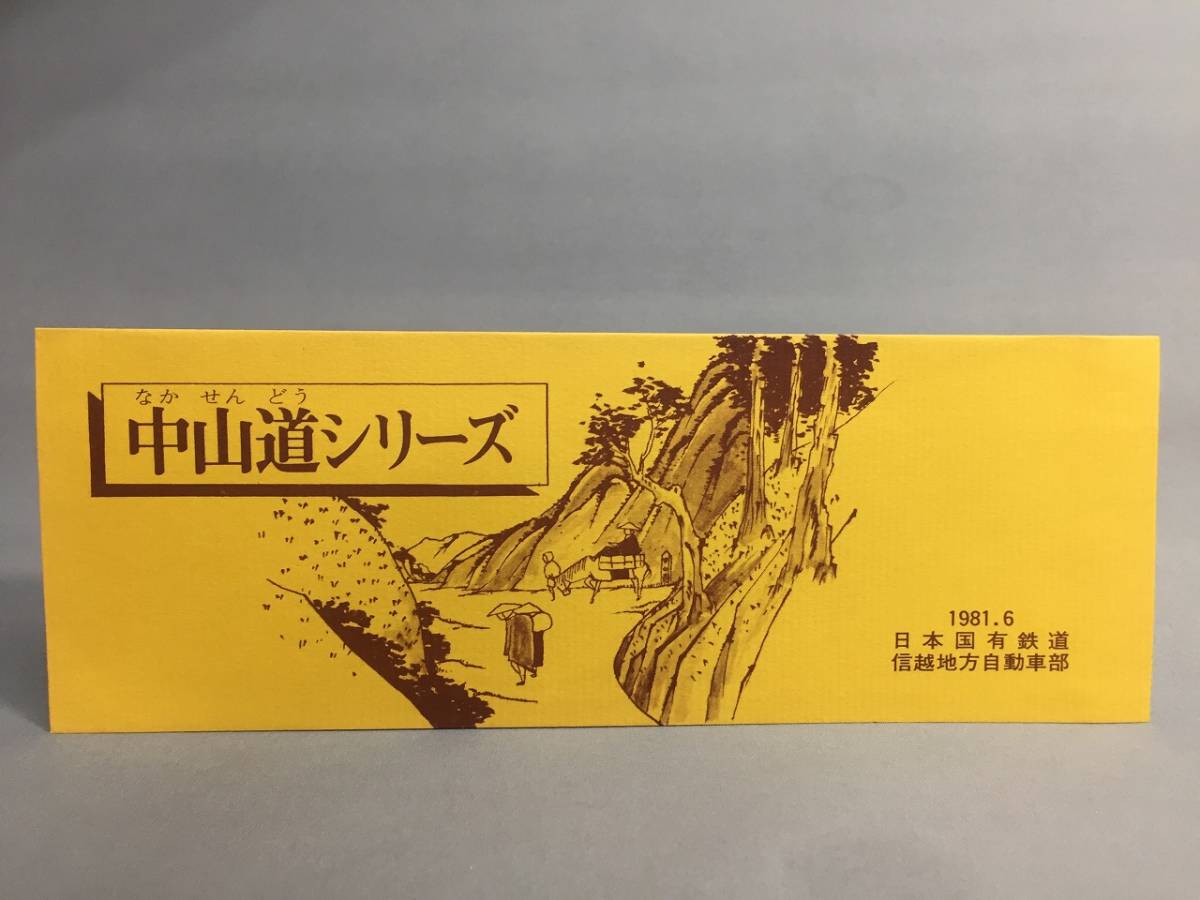 なか せん どう
中山道シリーズ
1981.6
日本国有鉄道
信越地方自動車部